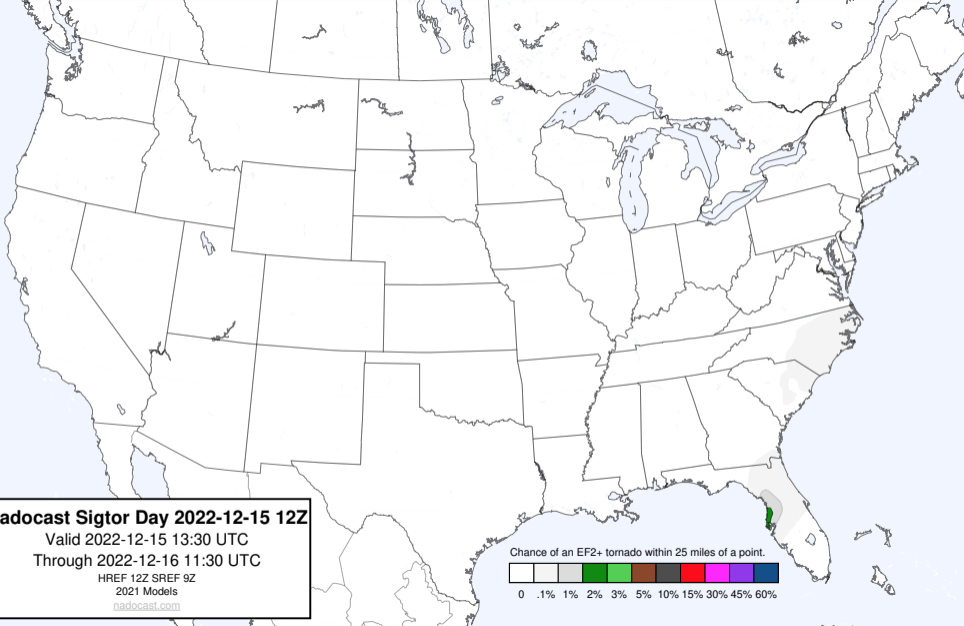 adocast Sigtor Day 2022-12-15 12Z
Valid 2022-12-15 13:30 UTC
Through 2022-12-16 11:30 UTC
HREF 12Z SREF 9Z
2021 Models
nadocast.com
Chance of an EF2+ tornado within 25 miles of a point.
0 .1% 1% 2% 3% 5% 10% 15% 30% 45% 60%